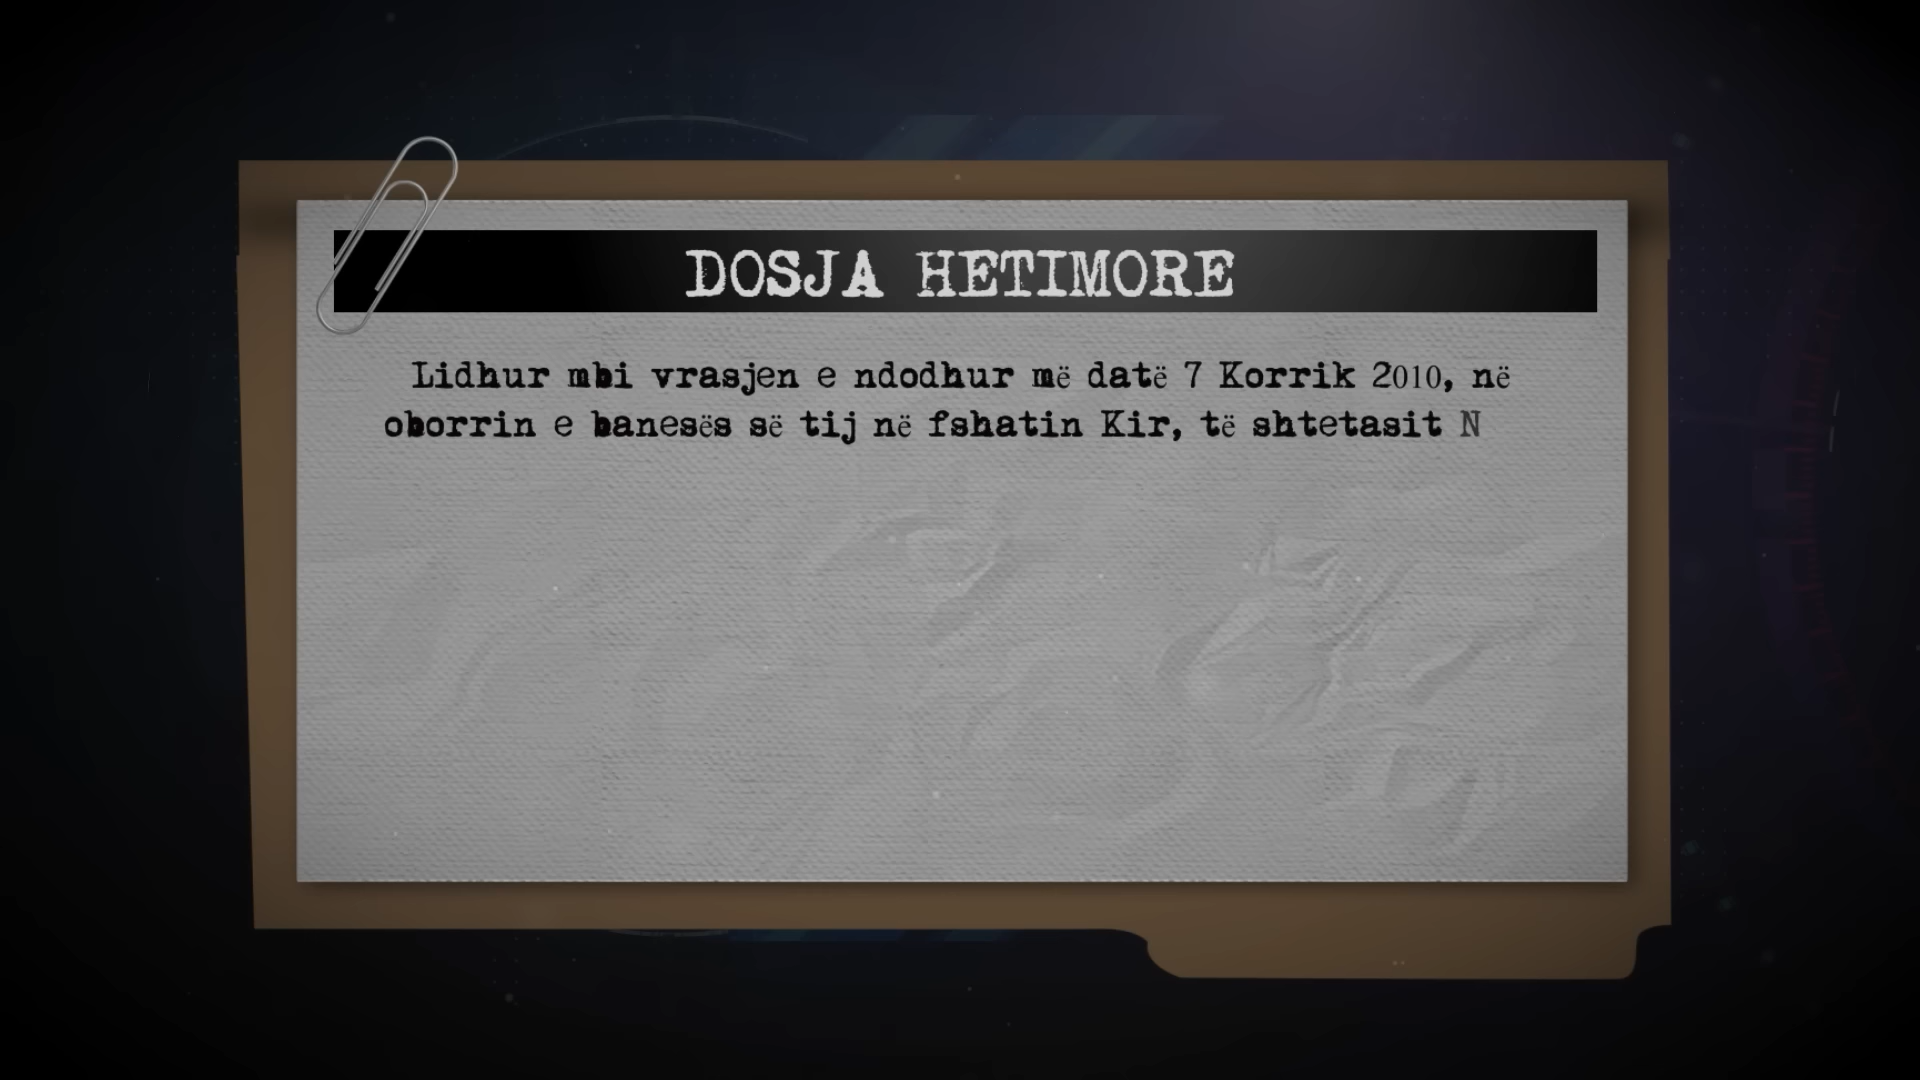 DOSJA HETIMORE
Lidhur mbi vrasjen e ndodhur më datë 7 Korrik 2010, në
oborrin e banesës së tij në fshatin Kir, të shtetasit N